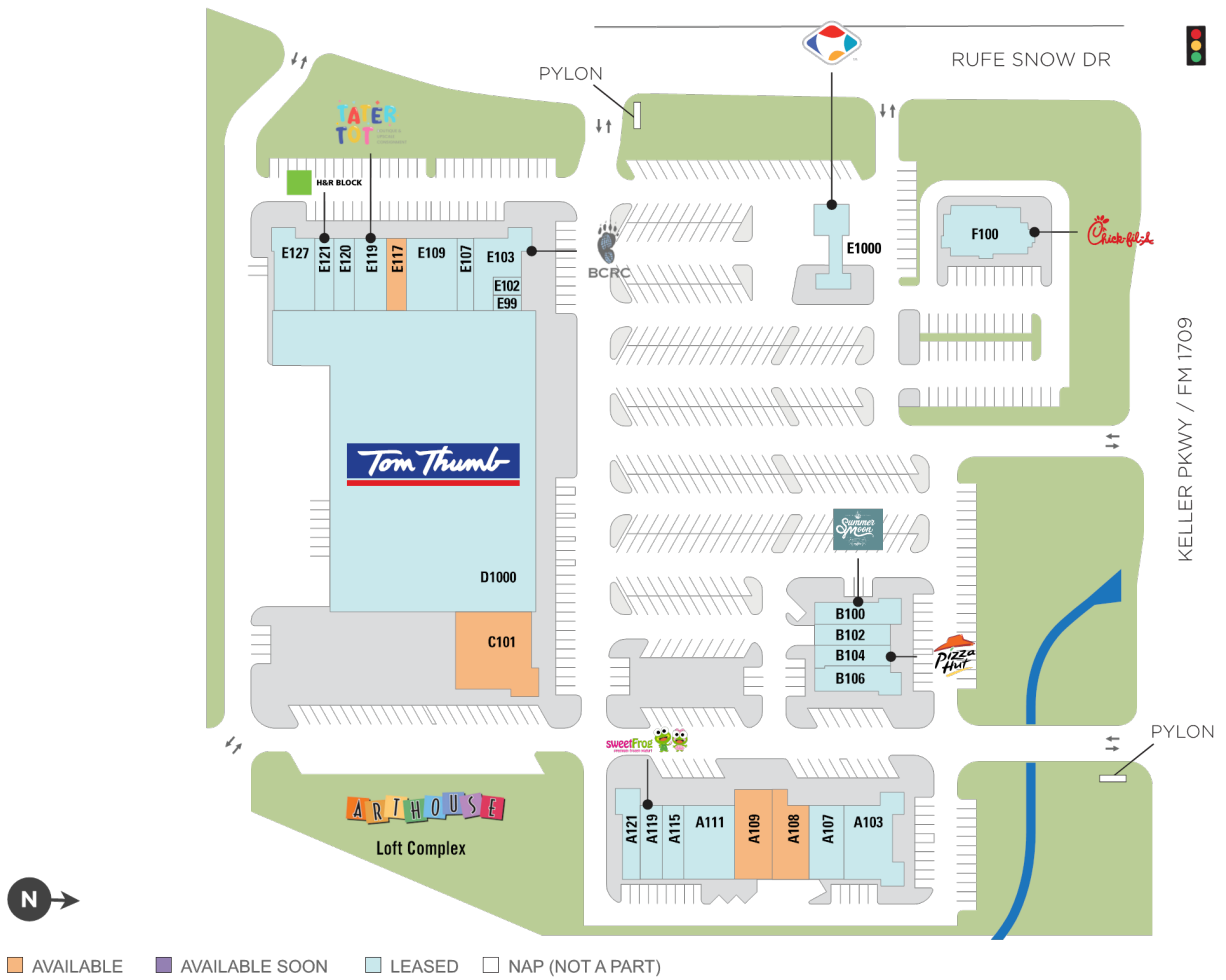 RUFE SNOW DR
PYLON
TATER
TOT
H&R BLOCK
E127
E121
E120
E119
E117
E109
E107
E103
E102
E99
BCRC
E1000
F100
Chick-fil-A
KELLER PKWY / FM 1709
Tom Thumb
D1000
C101
Summer
Moon
B100
B102
B104
B106
Pizza
Hut
PYLON
sweetFrog
A121
A119
A115
A111
A109
A108
A107
A103
ARTHOUSE
Loft Complex
N
AVAILABLE
AVAILABLE SOON
LEASED
NAP (NOT A PART)